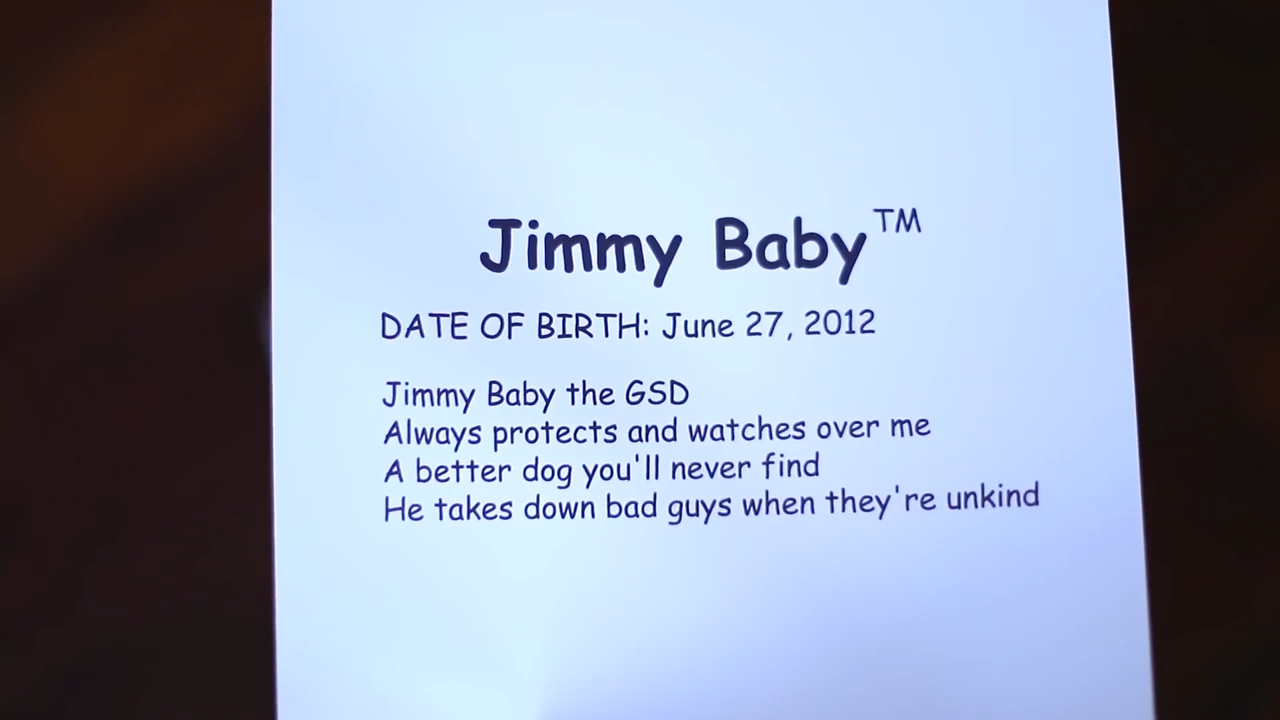 Jimmy Baby™
DATE OF BIRTH: June 27, 2012
Jimmy Baby the GSD
Always protects and watches over me
A better dog you'll never find
He takes down bad guys when they're unkind